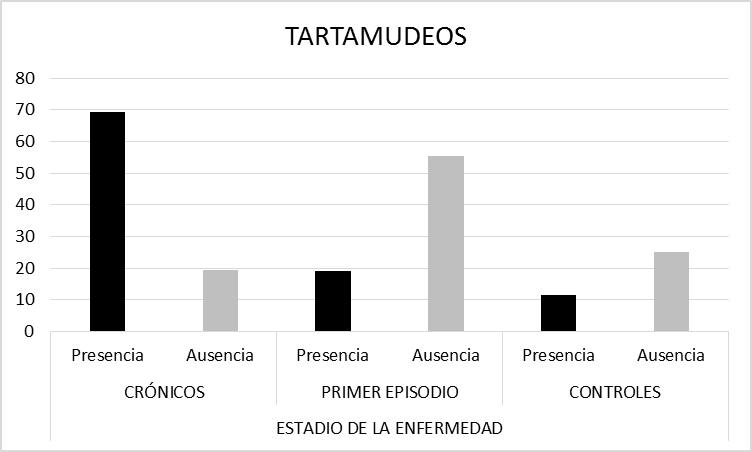 TARTAMUDEOS
80
70
60
50
40
30
20
10
0
Presencia Ausencia Presencia Ausencia Presencia Ausencia
CRÓNICOS PRIMER EPISODIO CONTROLES
ESTADIO DE LA ENFERMEDAD